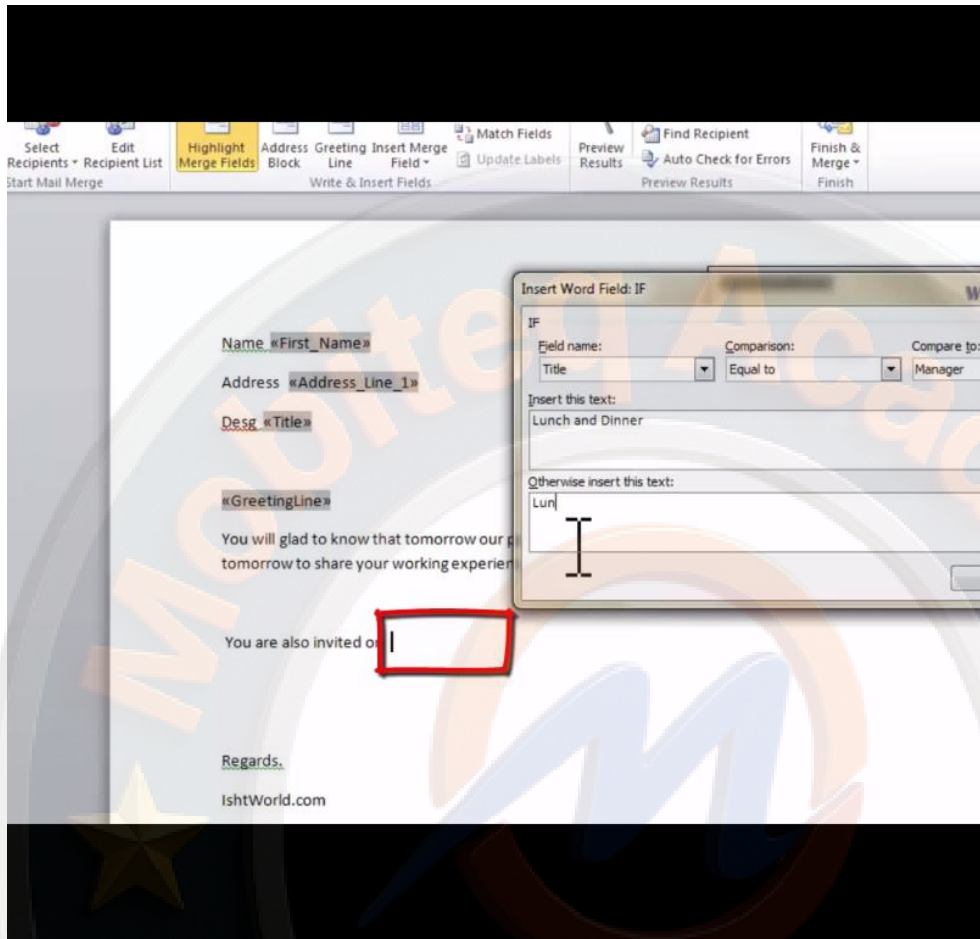 Select
Recipients
Edit
Recipient List
Highlight
Merge Fields
Address
Block
Greeting
Line
Insert Merge
Field
Match Fields
Update Labels
Preview
Results
Find Recipient
Auto Check for Errors
Finish &
Merge
Start Mail Merge
Write & Insert Fields
Preview Results
Finish
Insert Word Field: IF
IF
Field name:
Comparison:
Compare to:
Title
Equal to
Manager
Insert this text:
Lunch and Dinner
Otherwise insert this text:
Lun
Name «First_Name»
Address «Address_Line_1»
Desg «Title»
«GreetingLine»
You will glad to know that tomorrow our
tomorrow to share your working
You are also invited
Regards.
IshtWorld.com
Mobiteq